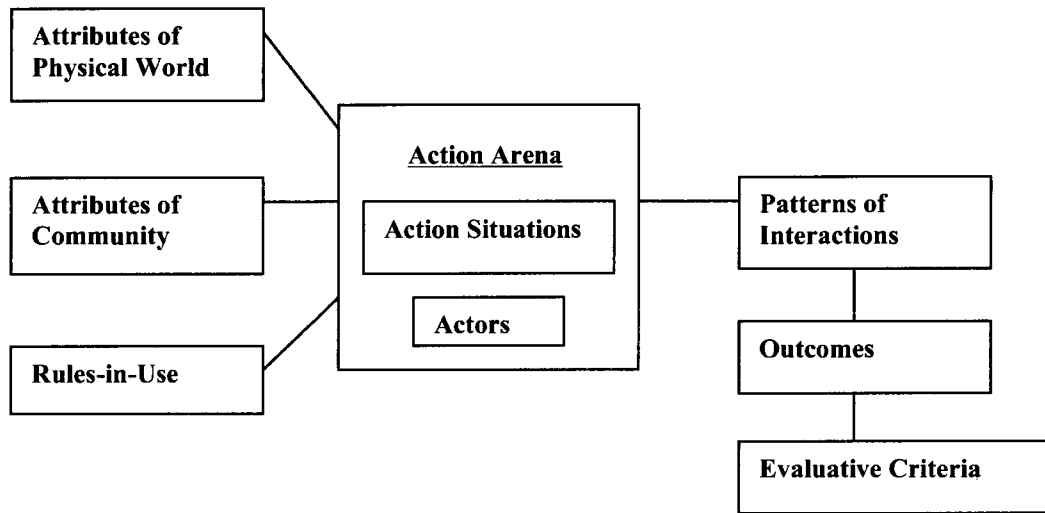 Attributes of
Physical World
Attributes of
Community
Rules-in-Use
Action Arena
Action Situations
Actors
Patterns of
Interactions
Outcomes
Evaluative Criteria